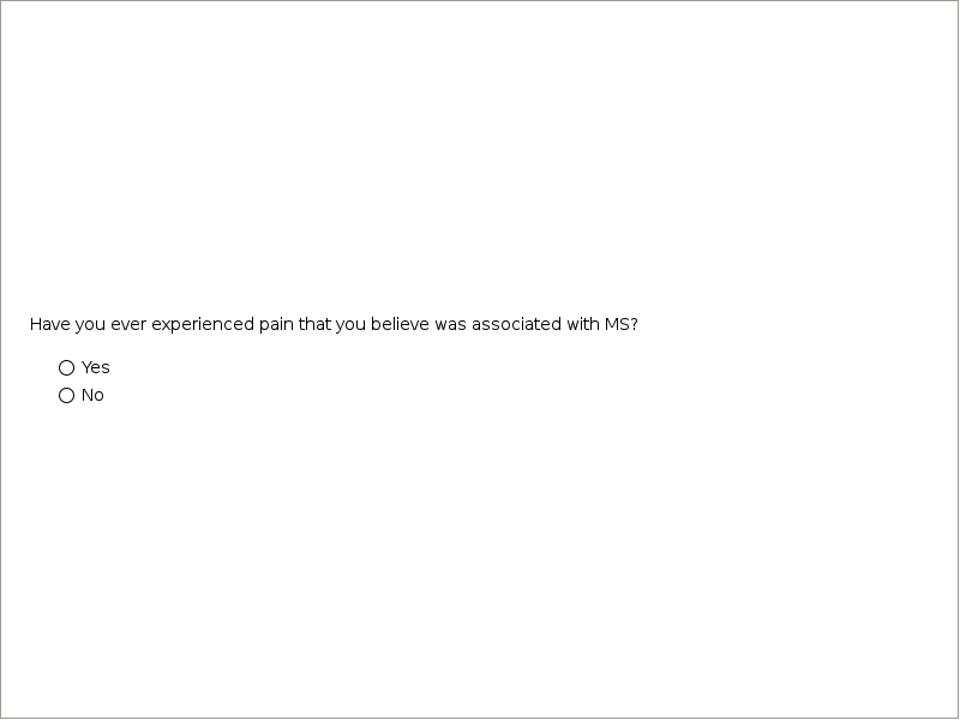 Have you ever experienced pain that you believe was associated with MS?
Yes
No